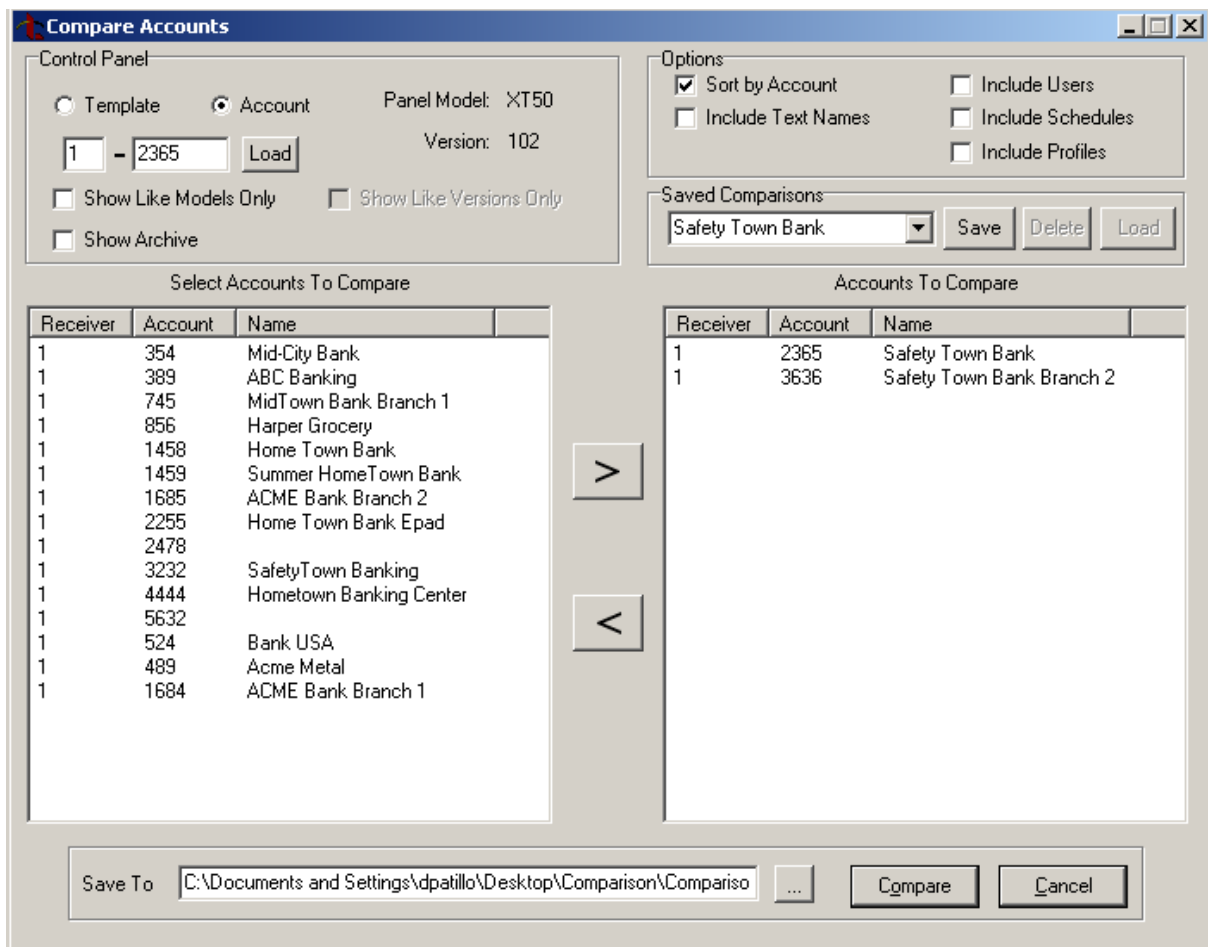 Compare Accounts
Control Panel
Template Account Panel Model: XT50
Version: 102
1 - 2365 Load
Show Like Models Only Show Like Versions Only
Show Archive
Options
Sort by Account Include Users
Include Text Names Include Schedules
Include Profiles
Saved Comparisons
Safety Town Bank Save Delete Load
Select Accounts To Compare
Receiver Account Name
1 354 Mid-City Bank
1 389 ABC Banking
1 745 MidTown Bank Branch 1
1 856 Harper Grocery
1 1458 Home Town Bank
1 1459 Summer HomeTown Bank
1 1685 ACME Bank Branch 2
1 2255 Home Town Bank Epad
1 2478
1 3232 SafetyTown Banking
1 4444 Hometown Banking Center
1 5632
1 524 Bank USA
1 489 Acme Metal
1 1684 ACME Bank Branch 1
>
<
Accounts To Compare
Receiver Account Name
1 2365 Safety Town Bank
1 3636 Safety Town Bank Branch 2
Save To C:\Documents and Settings\dpatillo\Desktop\Comparison\Compariso ... Compare Cancel